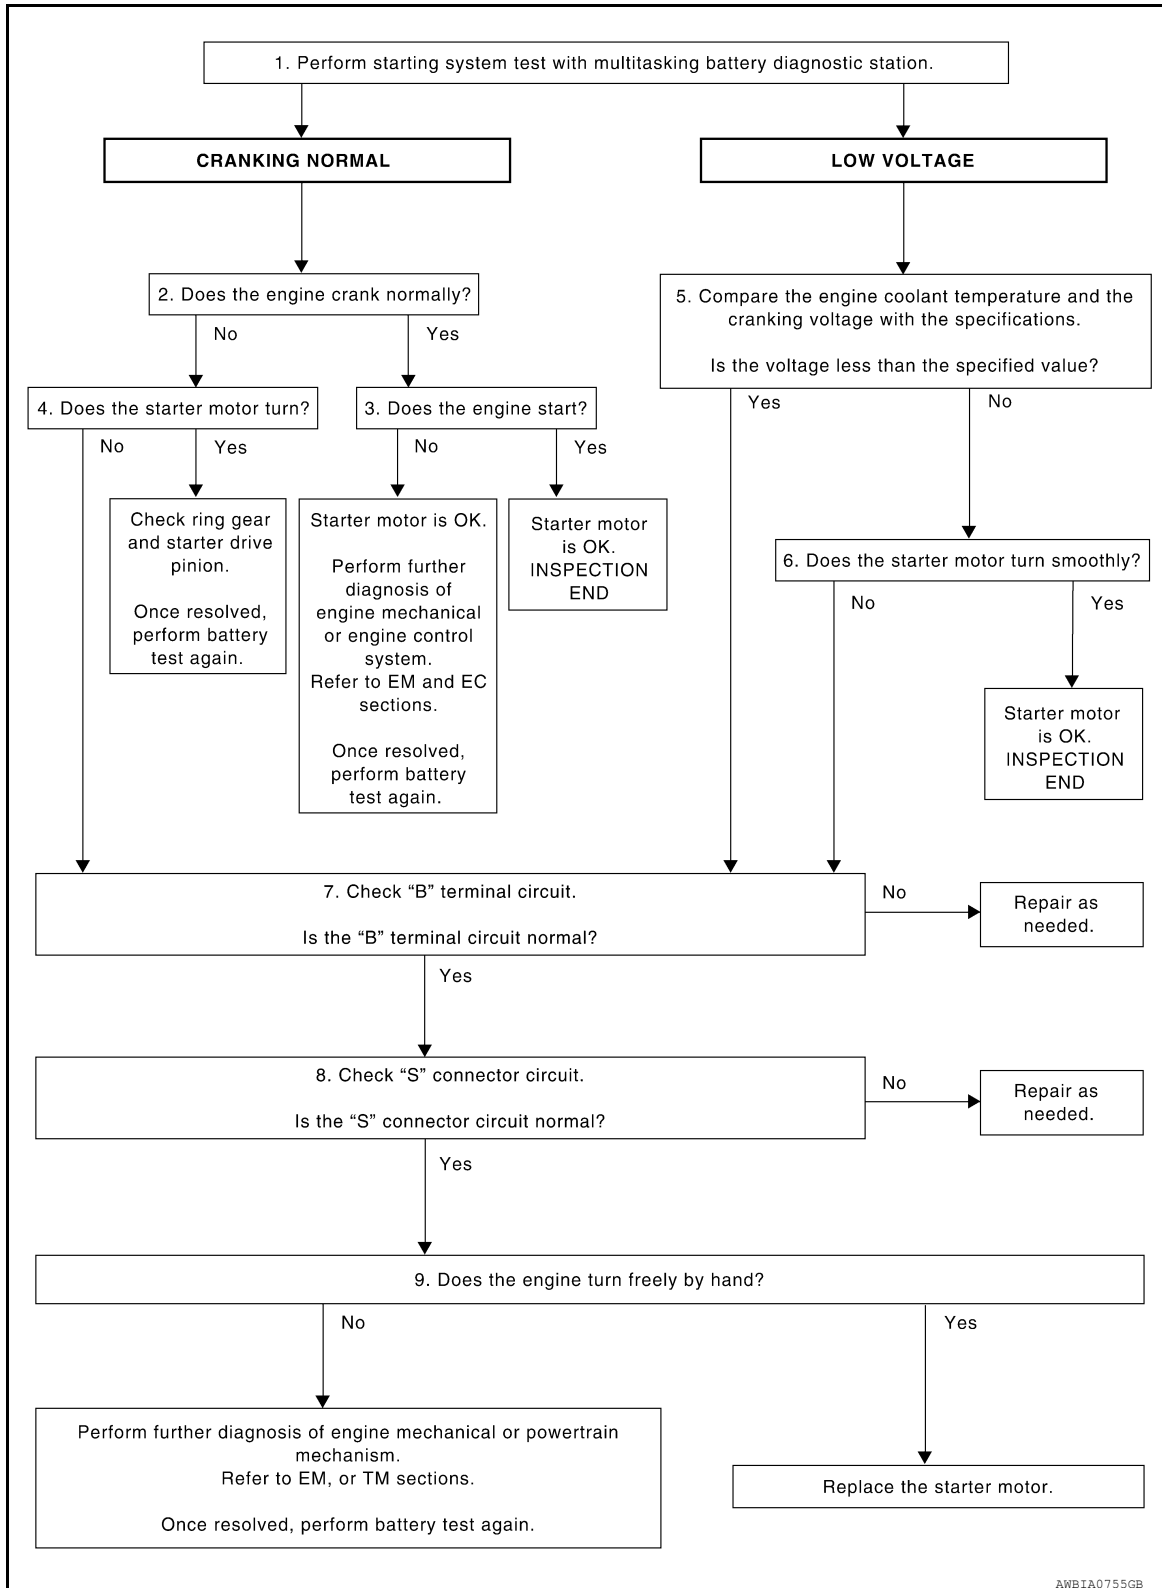 1. Perform starting system test with multitasking battery diagnostic station.
CRANKING NORMAL
LOW VOLTAGE
2. Does the engine crank normally?
No
Yes
5. Compare the engine coolant temperature and the
cranking voltage with the specifications.
Is the voltage less than the specified value?
Yes
No
4. Does the starter motor turn?
No
Yes
3. Does the engine start?
No
Yes
Check ring gear
and starter drive
pinion.
Once resolved,
perform battery
test again.
Starter motor is OK.
Perform further
diagnosis of
engine mechanical
or engine control
system.
Refer to EM and EC
sections.
Once resolved,
perform battery
test again.
Starter motor
is OK.
INSPECTION
END
6. Does the starter motor turn smoothly?
No
Yes
Starter motor
is OK.
INSPECTION
END
7. Check “B” terminal circuit.
Is the “B” terminal circuit normal?
No
Repair as
needed.
Yes
8. Check “S” connector circuit.
Is the “S” connector circuit normal?
No
Repair as
needed.
Yes
9. Does the engine turn freely by hand?
No
Yes
Perform further diagnosis of engine mechanical or powertrain
mechanism.
Refer to EM, or TM sections.
Once resolved, perform battery test again.
Replace the starter motor.
AWBIA0755GB